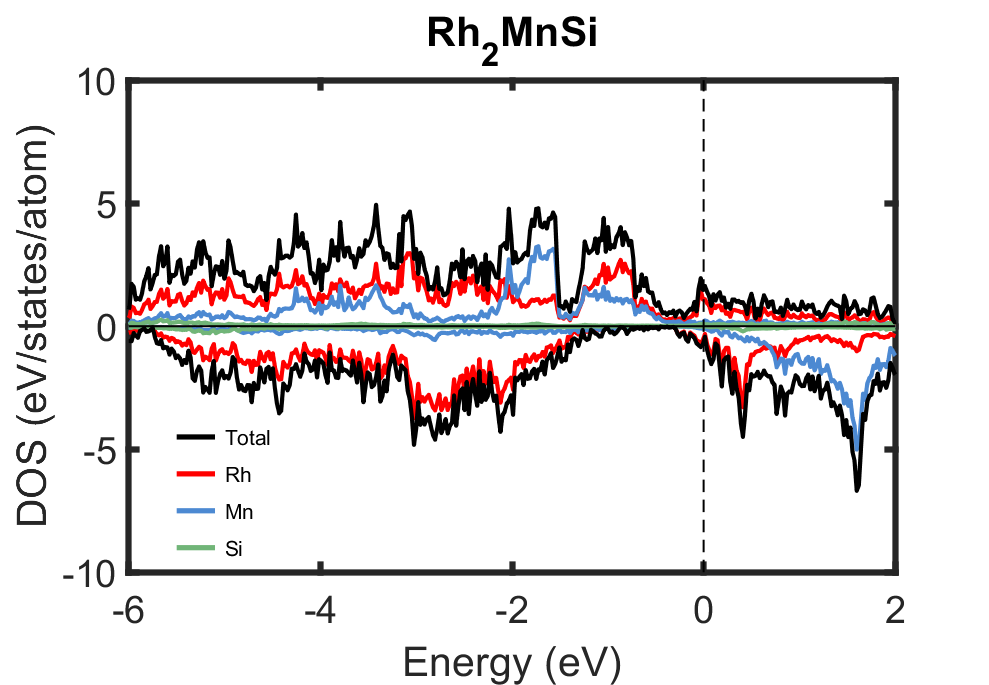 Rh₂MnSi
10
5
0
-5
-10
DOS (eV/states/atom)
Total
Rh
Mn
Si
-6 -4 -2 0 2
Energy (eV)